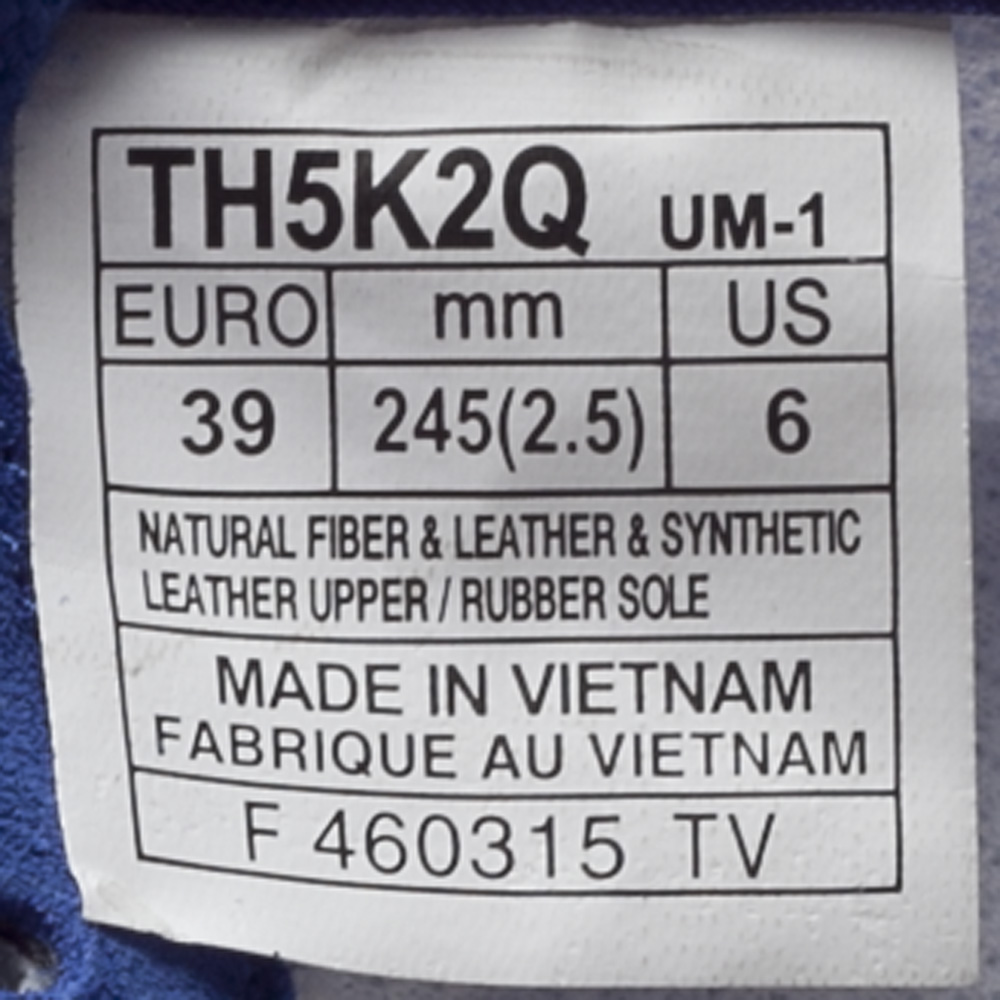 TH5K2Q UM-1
EURO mm US
39 245(2.5) 6
NATURAL FIBER & LEATHER & SYNTHETIC
LEATHER UPPER / RUBBER SOLE
MADE IN VIETNAM
FABRIQUE AU VIETNAM
F 460315 TV